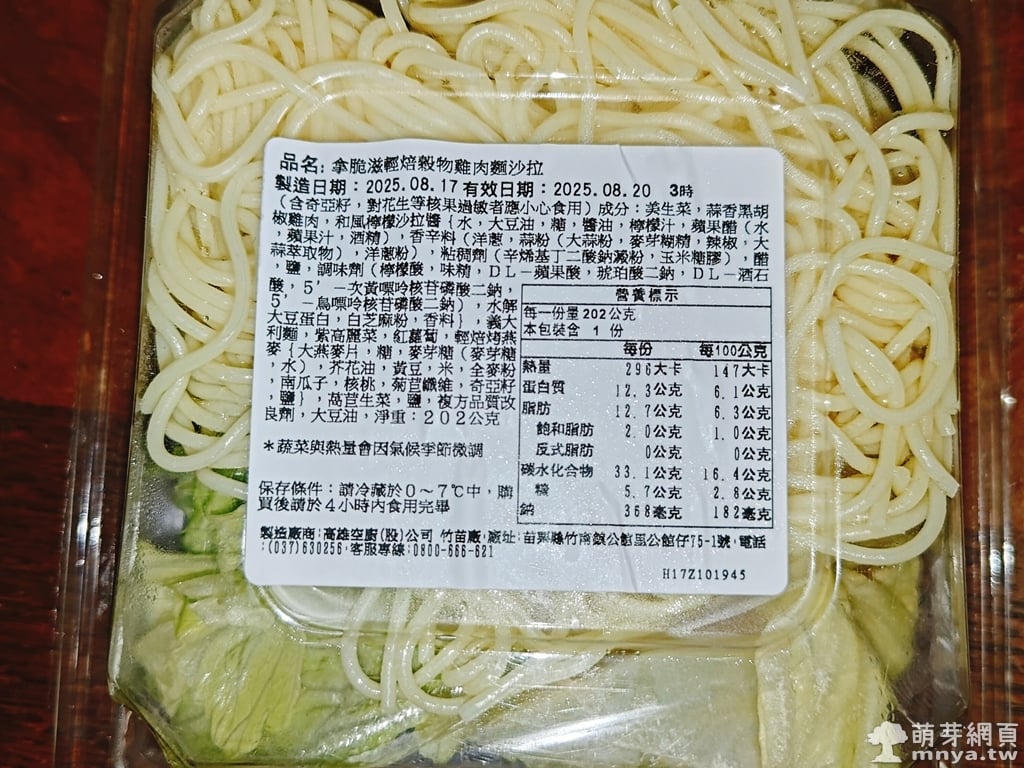 品名: 拿脆滋輕焙穀物雞肉麵沙拉
製造日期：2025.08.17 有效日期：2025.08.20 3時
(含奇亞籽，對花生等核果過敏者應小心食用) 成分：美生菜，蒜香黑胡
椒雞肉，和風檸檬沙拉醬{水，大豆油，糖，醬油，檸檬汁，蘋果醋(水
，蘋果汁，酒精)，香辛料(洋蔥，蒜粉(大蒜粉，麥芽糊精，辣椒，大
蒜萃取物)，洋蔥粉)，粘稠劑(辛烯基丁二酸鈉澱粉，玉米糖膠)，醋
，鹽，調味劑(檸檬酸，味精，DL－蘋果酸，琥珀酸二鈉，DL－酒石
酸，5'－次黃嘌呤核苷磷酸二鈉，
5'－鳥嘌呤核苷磷酸二鈉)，水解
大豆蛋白，白芝麻粉，香料}，義大
利麵，紫高麗菜，紅蘿蔔，輕焙烤燕
麥{大燕麥片，糖，麥芽糖(麥芽糖
，水)，芥花油，黃豆，米，全麥粉
，南瓜子，核桃，菊苣纖維，奇亞籽
，鹽}，萵苣生菜，鹽，複方品質改
良劑，大豆油，淨重：202公克
＊蔬菜與熱量會因氣候季節微調
保存條件：請冷藏於0～7℃中，購
買後請於4小時內食用完畢
營養標示
每一份量 202公克
本包裝含 1 份
每份 每100公克
熱量 296大卡 147大卡
蛋白質 12.3公克 6.1公克
脂肪 12.7公克 6.3公克
飽和脂肪 2.0公克 1.0公克
反式脂肪 0公克 0公克
碳水化合物 33.1公克 16.4公克
糖 5.7公克 2.8公克
鈉 368毫克 182毫克
製造廠商:高雄空廚(股)公司 竹苗廠,廠址:苗栗縣竹南鎮公館里公館仔75-1號,電話
:(037)630256,客服專線:0800-666-621
H17Z101945
萌芽網頁
mnya.tw